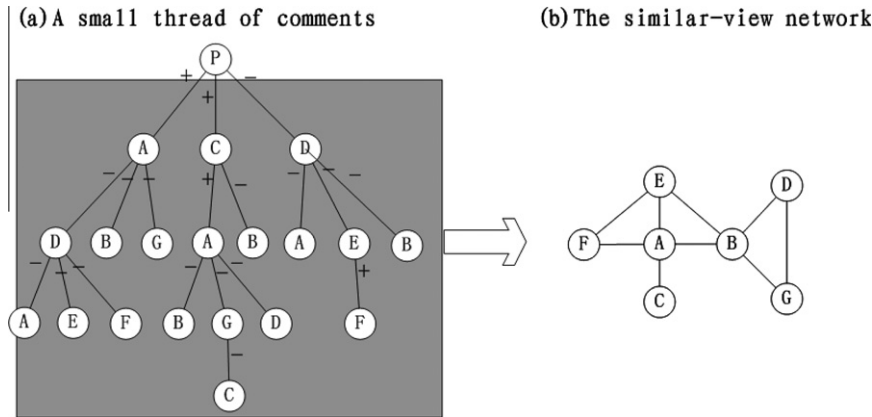 (a) A small thread of comments
(b) The similar-view network
P
+ + −
A C D
− − − + − − − −
D B G A B A E B
− − − − − − +
A E F B G D F
−
C
E D
F A B
C G